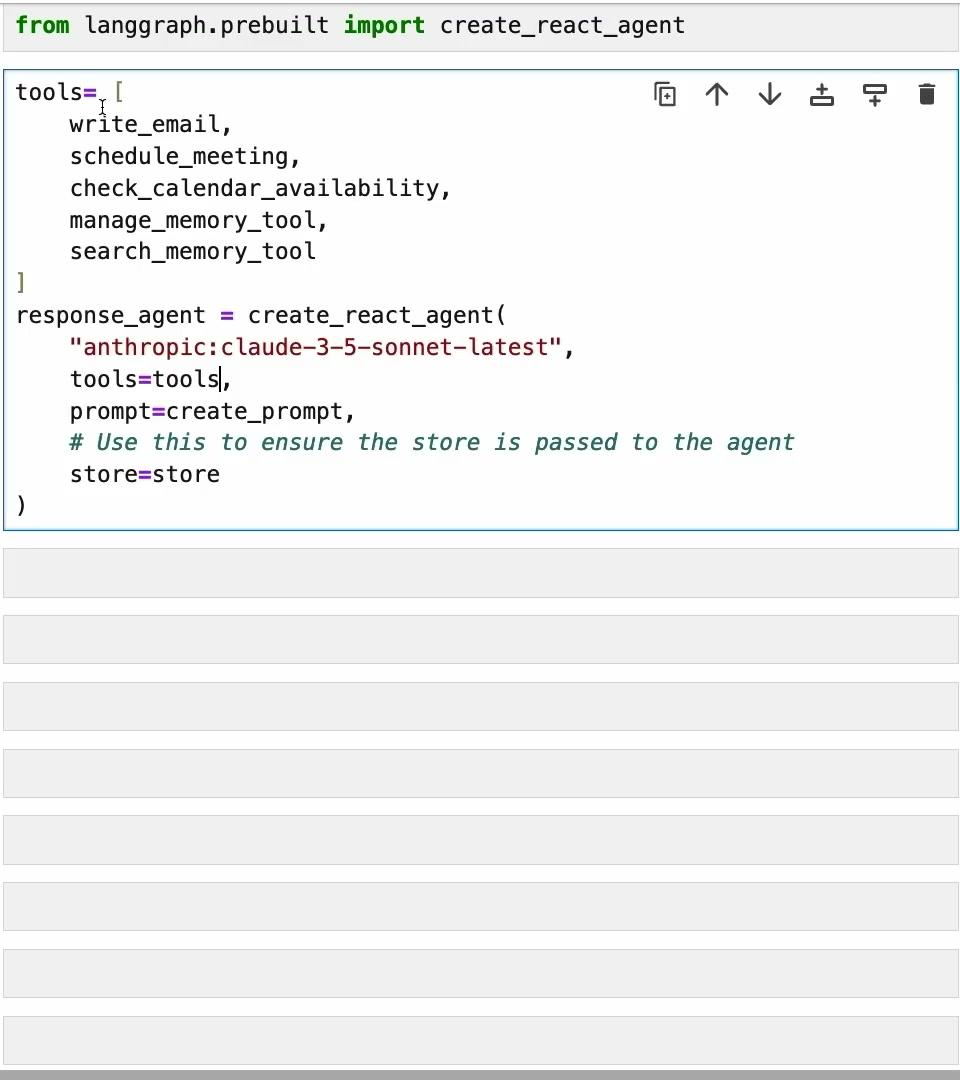 from langgraph.prebuilt import create_react_agent
tools= [
    write_email,
    schedule_meeting,
    check_calendar_availability,
    manage_memory_tool,
    search_memory_tool
]
response_agent = create_react_agent(
    "anthropic:claude-3-5-sonnet-latest",
    tools=tools,
    prompt=create_prompt,
    # Use this to ensure the store is passed to the agent
    store=store
)